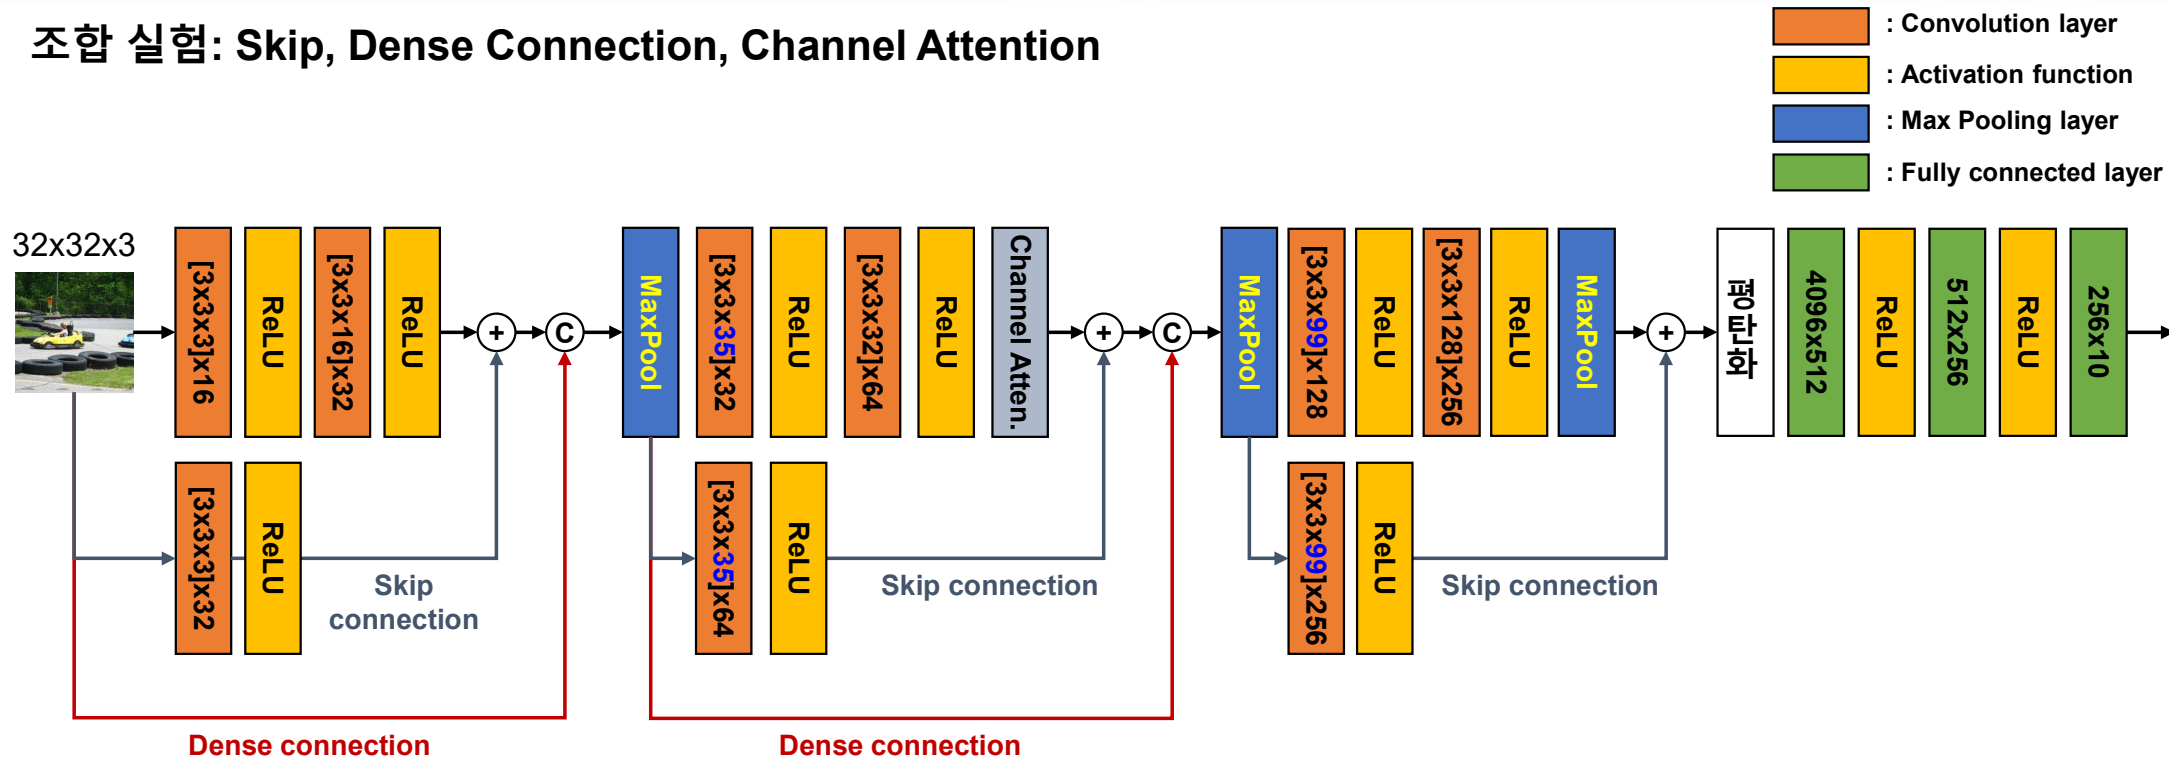 조합 실험: Skip, Dense Connection, Channel Attention
: Convolution layer
: Activation function
: Max Pooling layer
: Fully connected layer
32x32x3
[3x3x3]x16
ReLU
[3x3x16]x32
ReLU
+
C
MaxPool
[3x3x35]x32
ReLU
[3x3x32]x64
ReLU
Channel Atten.
+
C
MaxPool
[3x3x99]x128
ReLU
[3x3x128]x256
ReLU
MaxPool
+
평탄화
4096x512
ReLU
512x256
ReLU
256x10
[3x3x3]x32
ReLU
Skip
connection
[3x3x35]x64
ReLU
Skip connection
[3x3x99]x256
ReLU
Skip connection
Dense connection
Dense connection